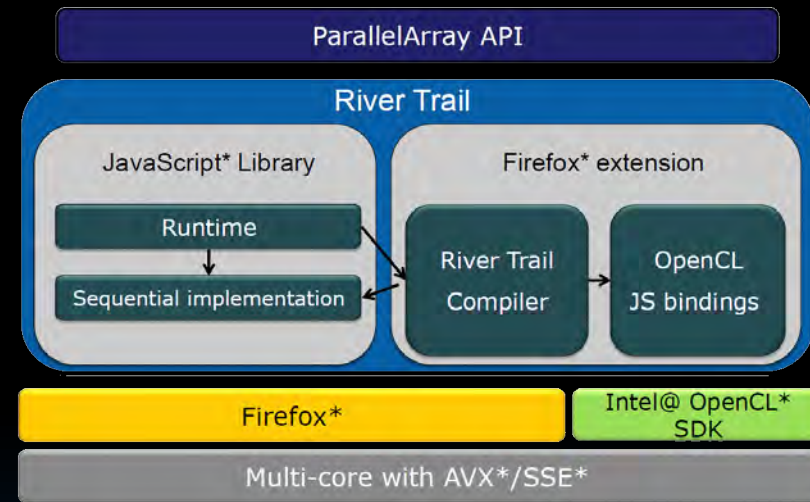 ParallelArray API
River Trail
JavaScript* Library
Firefox* extension
Runtime
Sequential implementation
River Trail
Compiler
OpenCL
JS bindings
Firefox*
Intel@ OpenCL*
SDK
Multi-core with AVX*/SSE*